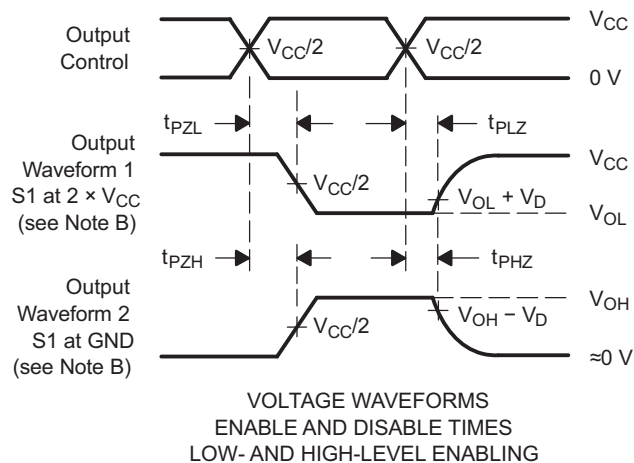 Output
Control
V_CC/2
V_CC/2
V_CC
0 V
t_PZL
t_PLZ
Output
Waveform 1
S1 at 2 × V_CC
(see Note B)
V_CC/2
V_OL + V_D
V_CC
V_OL
t_PZH
t_PHZ
Output
Waveform 2
S1 at GND
(see Note B)
V_CC/2
V_OH – V_D
V_OH
≈0 V
VOLTAGE WAVEFORMS
ENABLE AND DISABLE TIMES
LOW- AND HIGH-LEVEL ENABLING